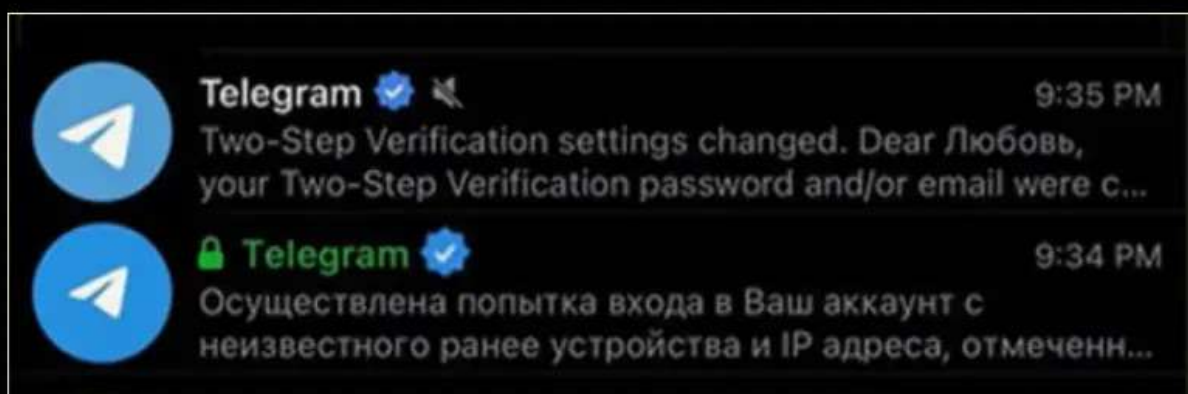 Telegram
9:35 PM
Two-Step Verification settings changed. Dear Любовь,
your Two-Step Verification password and/or email were c...
Telegram
9:34 PM
Осуществлена попытка входа в Ваш аккаунт с
неизвестного ранее устройства и IP адреса, отмеченн...